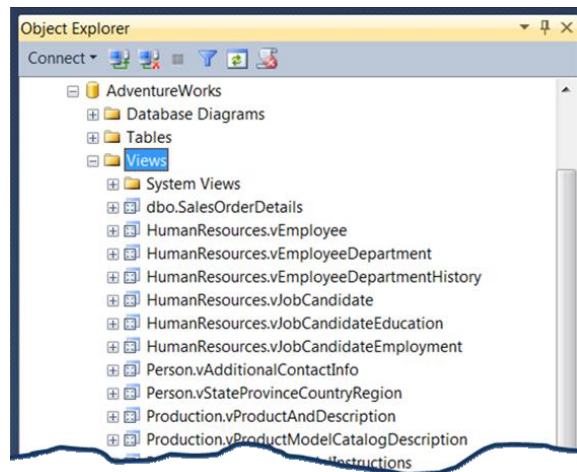 Object Explorer
Connect
AdventureWorks
Database Diagrams
Tables
Views
System Views
dbo.SalesOrderDetails
HumanResources.vEmployee
HumanResources.vEmployeeDepartment
HumanResources.vEmployeeDepartmentHistory
HumanResources.vJobCandidate
HumanResources.vJobCandidateEducation
HumanResources.vJobCandidateEmployment
Person.vAdditionalContactInfo
Person.vStateProvinceCountryRegion
Production.vProductAndDescription
Production.vProductModelCatalogDescription